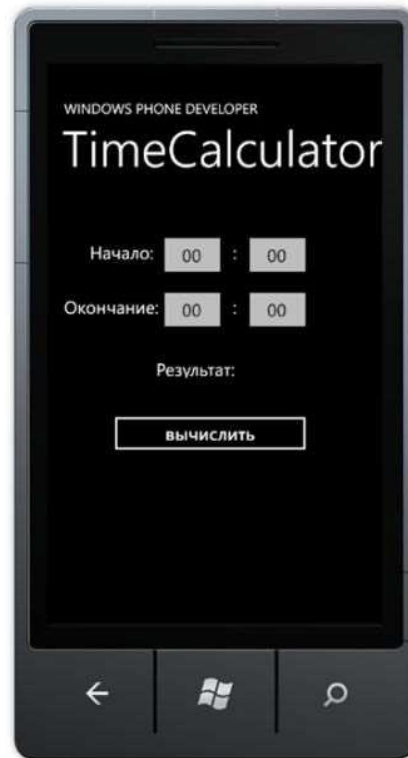 WINDOWS PHONE DEVELOPER
TimeCalculator
Начало: 00 : 00
Окончание: 00 : 00
Результат:
вычислить